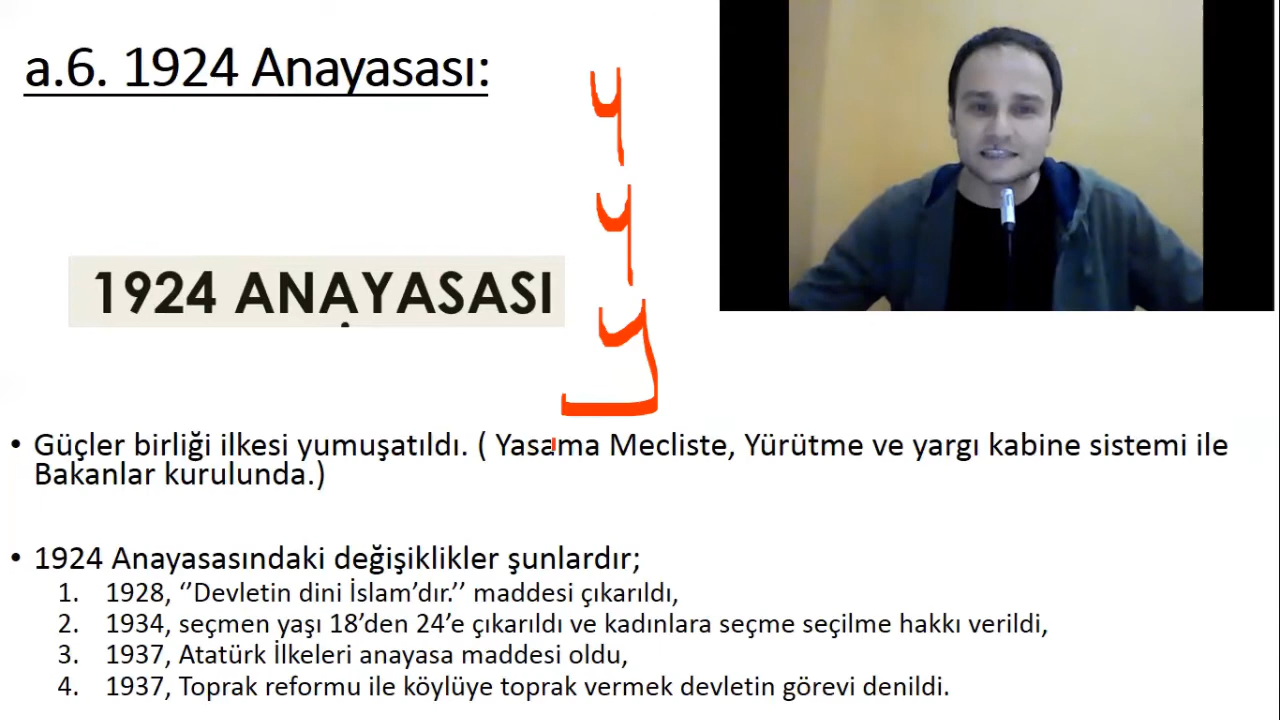 a.6. 1924 Anayasası:
y
y
y
1924 ANAYASASI
• Güçler birliği ilkesi yumuşatıldı. ( Yasama Mecliste, Yürütme ve yargı kabine sistemi ile
Bakanlar kurulunda.)
• 1924 Anayasasındaki değişiklikler şunlardır;
1. 1928, ‘’Devletin dini İslam’dır.’’ maddesi çıkarıldı,
2. 1934, seçmen yaşı 18’den 24’e çıkarıldı ve kadınlara seçme seçilme hakkı verildi,
3. 1937, Atatürk İlkeleri anayasa maddesi oldu,
4. 1937, Toprak reformu ile köylüye toprak vermek devletin görevi denildi.